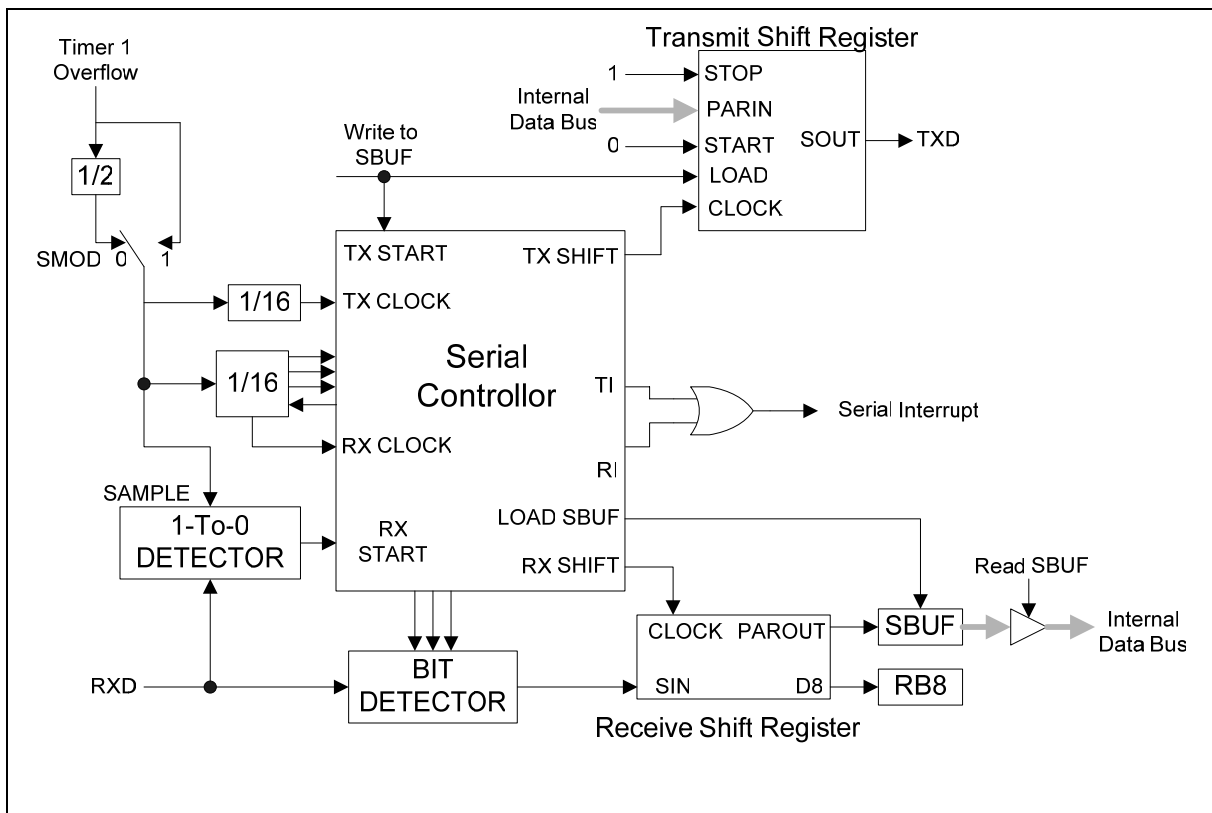 Timer 1
Overflow
1/2
SMOD 0 1
Write to
SBUF
Transmit Shift Register
1
STOP
Internal
Data Bus
PARIN
0
START
SOUT
TXD
LOAD
CLOCK
TX START
TX SHIFT
1/16
TX CLOCK
Serial
Controllor
1/16
TI
Serial Interrupt
RX CLOCK
RI
SAMPLE
1-To-0
DETECTOR
RX
START
LOAD SBUF
RX SHIFT
Read SBUF
CLOCK PAROUT
SBUF
Internal
Data Bus
RXD
BIT
DETECTOR
SIN D8
RB8
Receive Shift Register